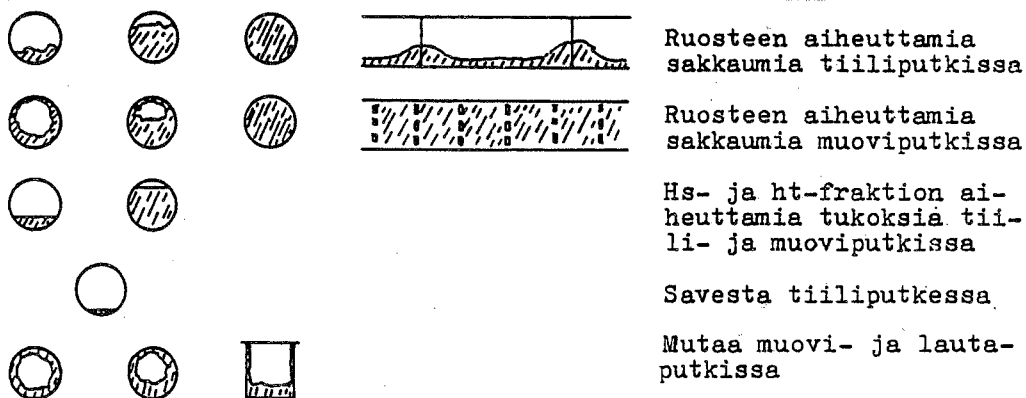 Ruosteen aiheuttamia
sakkaumia tiiliputkissa
Ruosteen aiheuttamia
sakkaumia muoviputkissa
Hs- ja ht-fraktion ai-
heuttamia tukoksia tii-
li- ja muoviputkissa
Savesta tiiliputkessa
Mutaa muovi- ja lauta-
putkissa